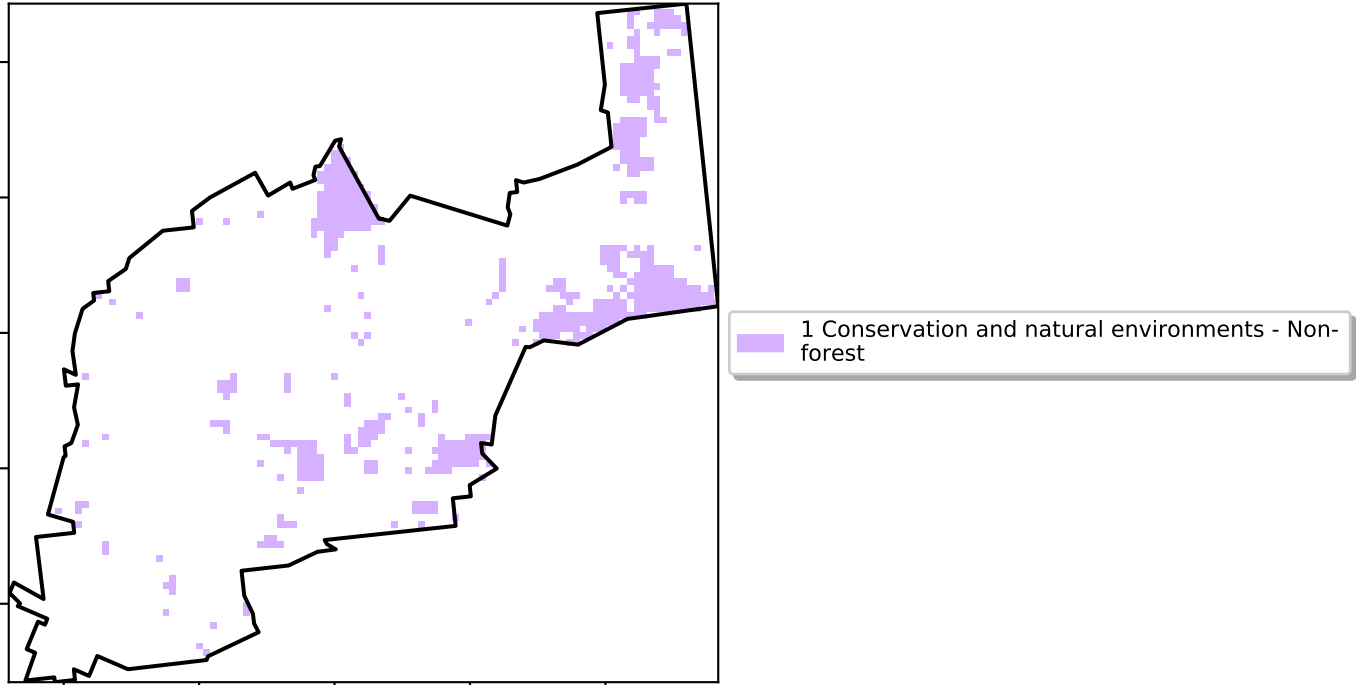 1 Conservation and natural environments - Non-
forest